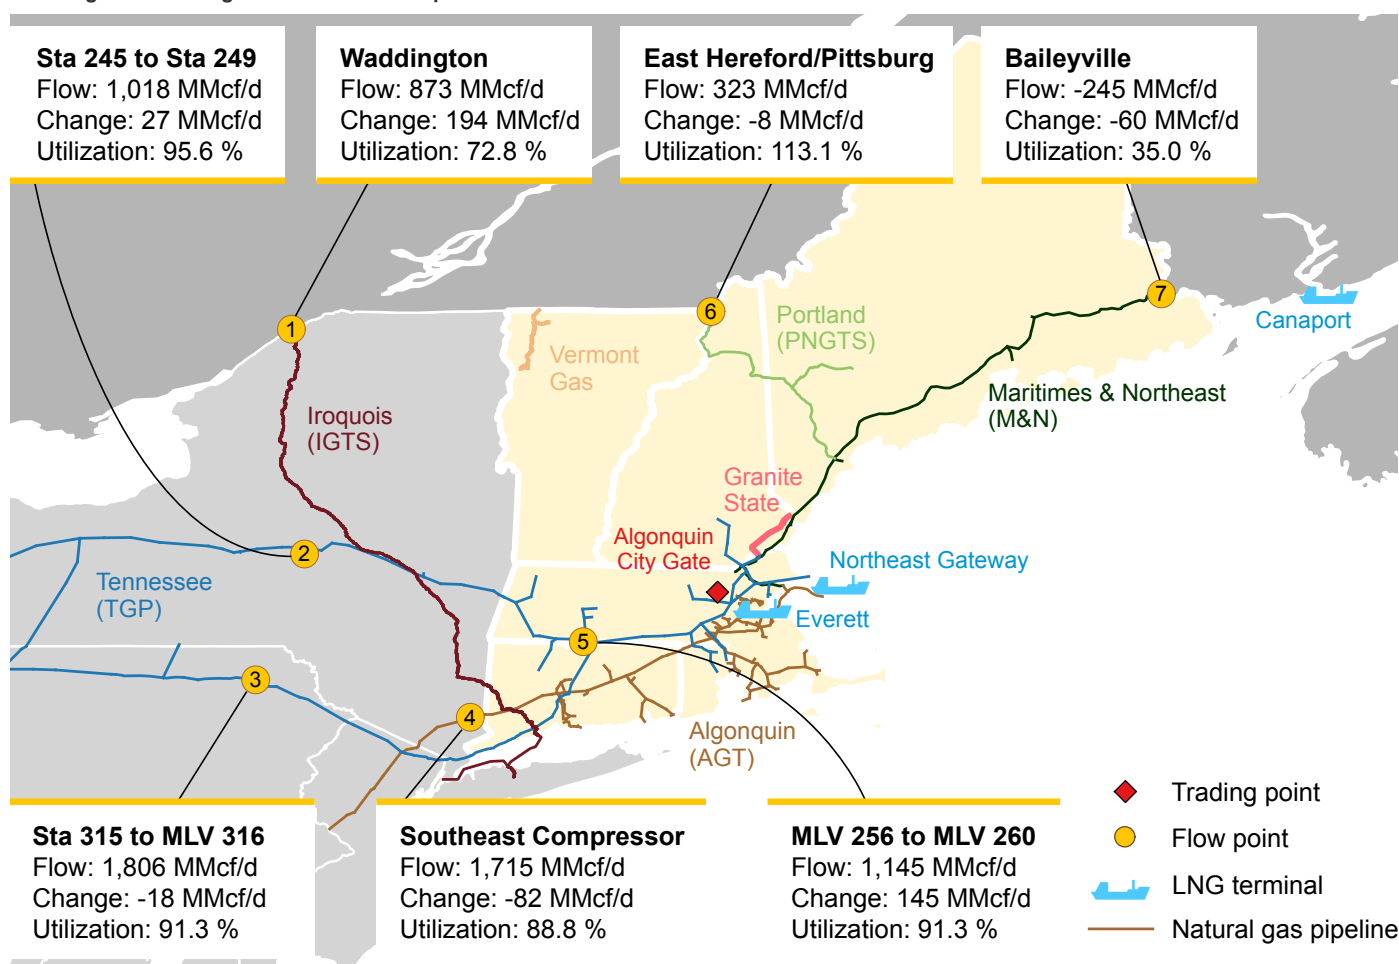 Sta 245 to Sta 249
Flow: 1,018 MMcf/d
Change: 27 MMcf/d
Utilization: 95.6 %
Waddington
Flow: 873 MMcf/d
Change: 194 MMcf/d
Utilization: 72.8 %
East Hereford/Pittsburg
Flow: 323 MMcf/d
Change: -8 MMcf/d
Utilization: 113.1 %
Baileyville
Flow: -245 MMcf/d
Change: -60 MMcf/d
Utilization: 35.0 %
1
6
7
Portland
(PNGTS)
Canaport
Vermont
Gas
Maritimes & Northeast
(M&N)
Iroquois
(IGTS)
Granite
State
Algonquin
City Gate
2
Northeast Gateway
Tennessee
(TGP)
Everett
5
3
4
Algonquin
(AGT)
Sta 315 to MLV 316
Flow: 1,806 MMcf/d
Change: -18 MMcf/d
Utilization: 91.3 %
Southeast Compressor
Flow: 1,715 MMcf/d
Change: -82 MMcf/d
Utilization: 88.8 %
MLV 256 to MLV 260
Flow: 1,145 MMcf/d
Change: 145 MMcf/d
Utilization: 91.3 %
Trading point
Flow point
LNG terminal
Natural gas pipeline